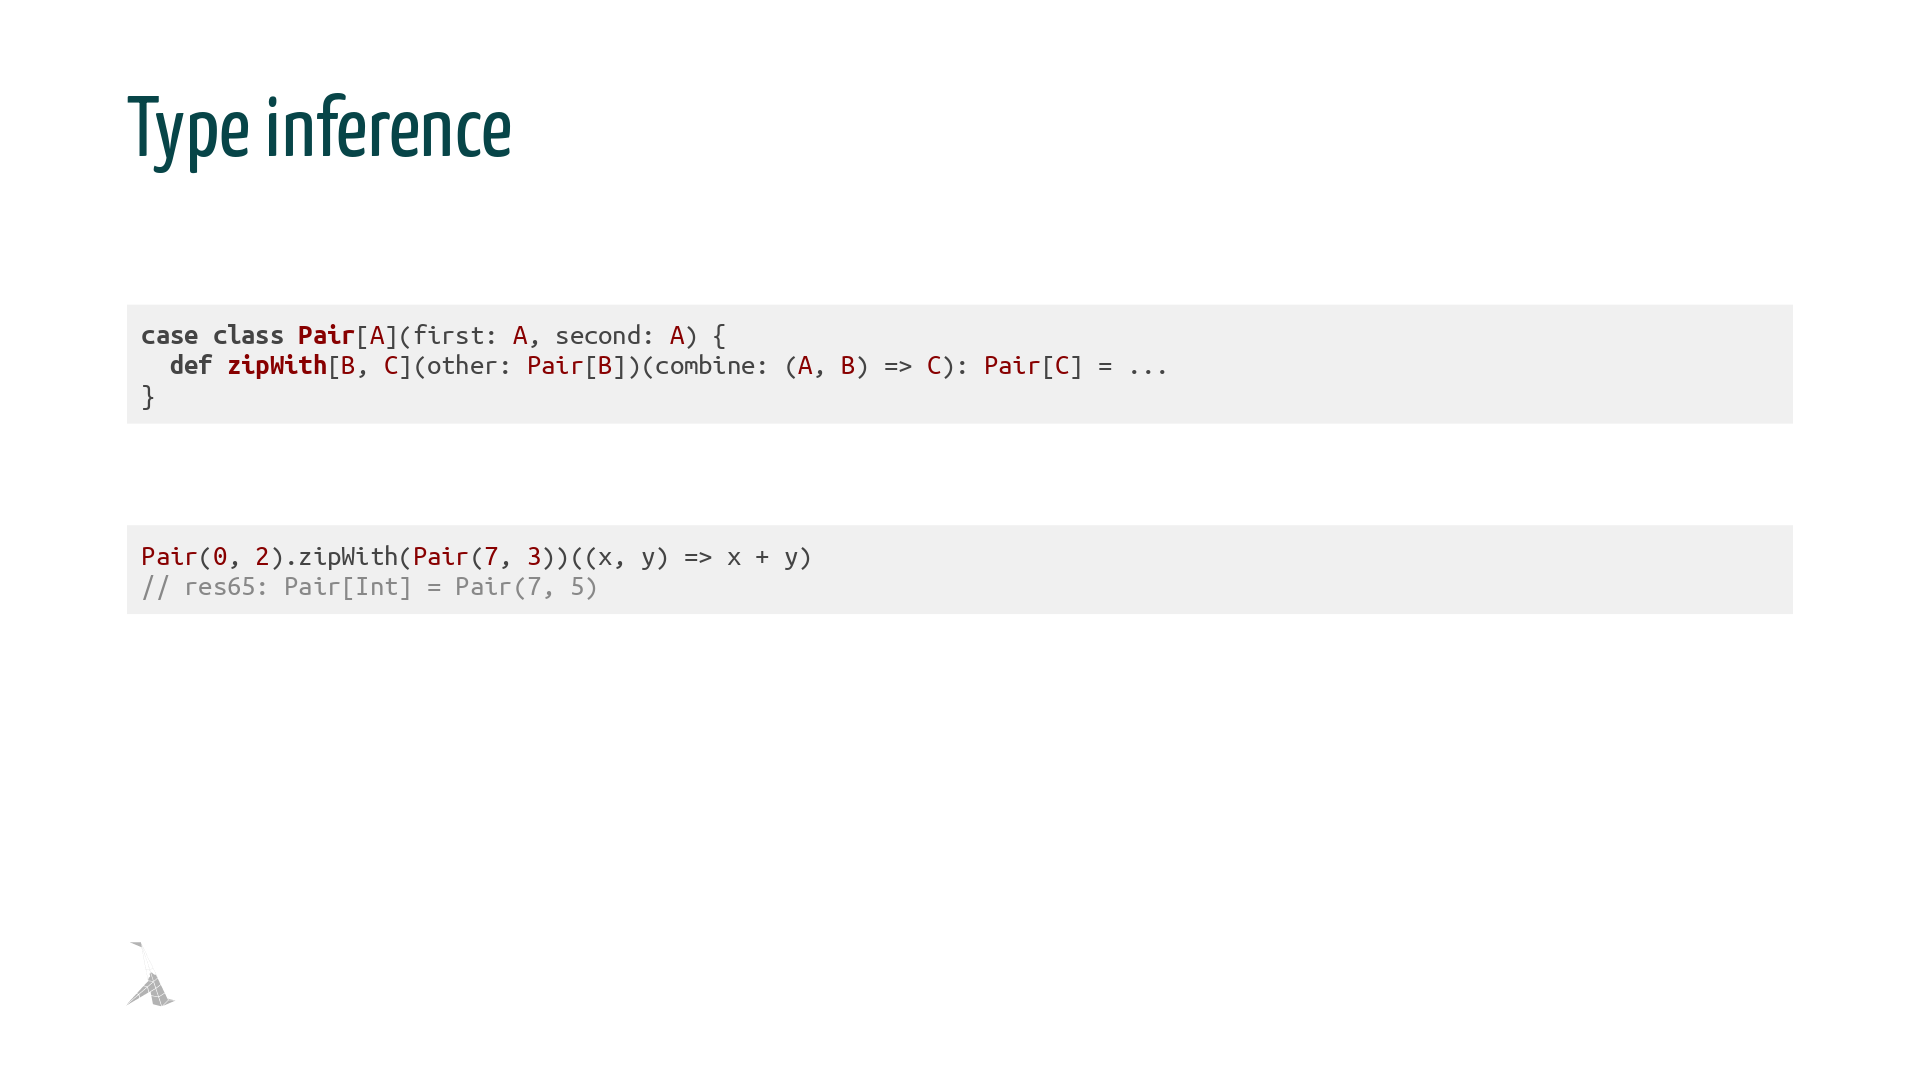 Type inference
case class Pair[A](first: A, second: A) {
  def zipWith[B, C](other: Pair[B])(combine: (A, B) => C): Pair[C] = ...
}
Pair(0, 2).zipWith(Pair(7, 3))((x, y) => x + y)
// res65: Pair[Int] = Pair(7, 5)